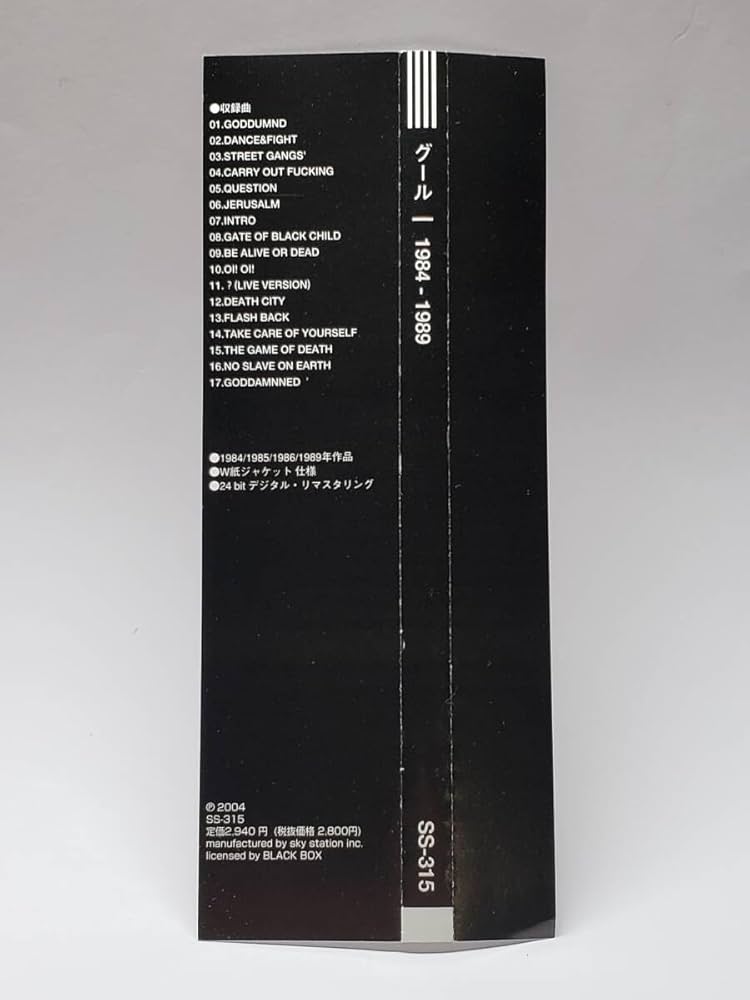 ●収録曲
01.GODDUMND
02.DANCE&FIGHT
03.STREET GANGS'
04.CARRY OUT FUCKING
05.QUESTION
06.JERUSALM
07.INTRO
08.GATE OF BLACK CHILD
09.BE ALIVE OR DEAD
10.OI! OI!
11. ? (LIVE VERSION)
12.DEATH CITY
13.FLASH BACK
14.TAKE CARE OF YOURSELF
15.THE GAME OF DEATH
16.NO SLAVE ON EARTH
17.GODDAMNNED '
●1984/1985/1986/1989年作品
●W紙ジャケット 仕様
●24 bit デジタル・リマスタリング
℗ 2004
SS-315
定価2,940 円 (税抜価格 2,800円)
manufactured by sky station inc.
licensed by BLACK BOX
グール | 1984 - 1989
SS-315